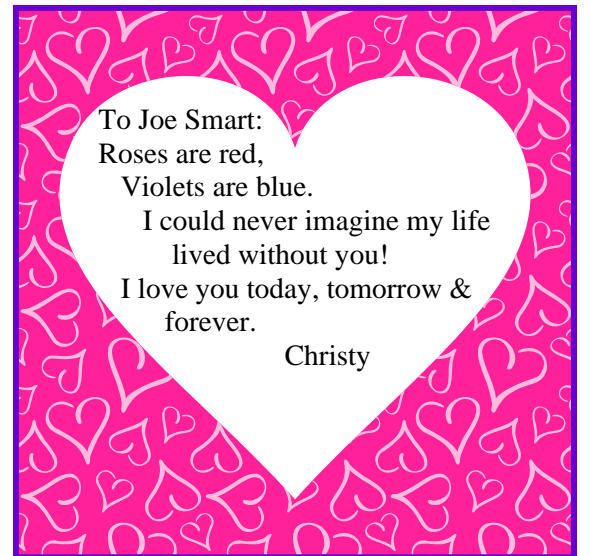 To Joe Smart:
Roses are red,
Violets are blue.
I could never imagine my life
lived without you!
I love you today, tomorrow &
forever.
Christy